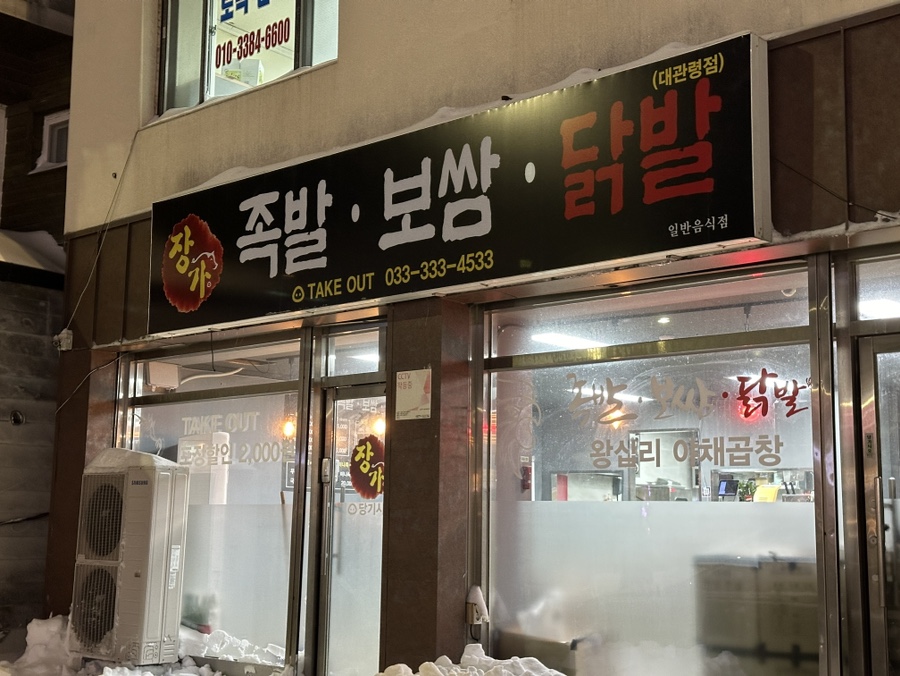 010-3384-6600
(대관령점)
장가
족발 · 보쌈 · 닭발
TAKE OUT 033-333-4533
일반음식점
TAKE OUT
포장할인 2,000
장가
족발 · 보쌈 · 닭발
왕십리 야채곱창
SAMSUNG